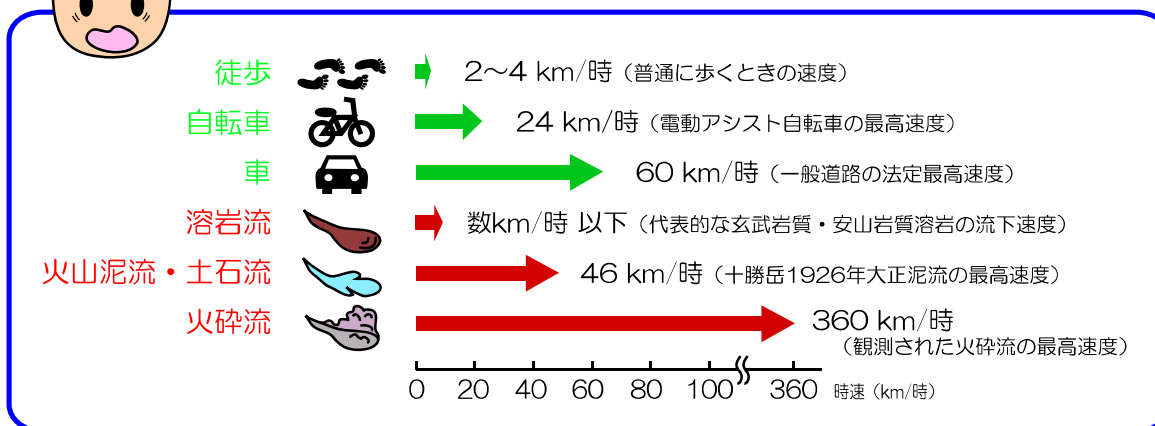 徒歩 2～4 km/時（普通に歩くときの速度）
自転車 24 km/時（電動アシスト自転車の最高速度）
車 60 km/時（一般道路の法定最高速度）
溶岩流 数km/時 以下（代表的な玄武岩質・安山岩質溶岩の流下速度）
火山泥流・土石流 46 km/時（十勝岳1926年大正泥流の最高速度）
火砕流 360 km/時
（観測された火砕流の最高速度）
0 20 40 60 80 100 360 時速（km/時）